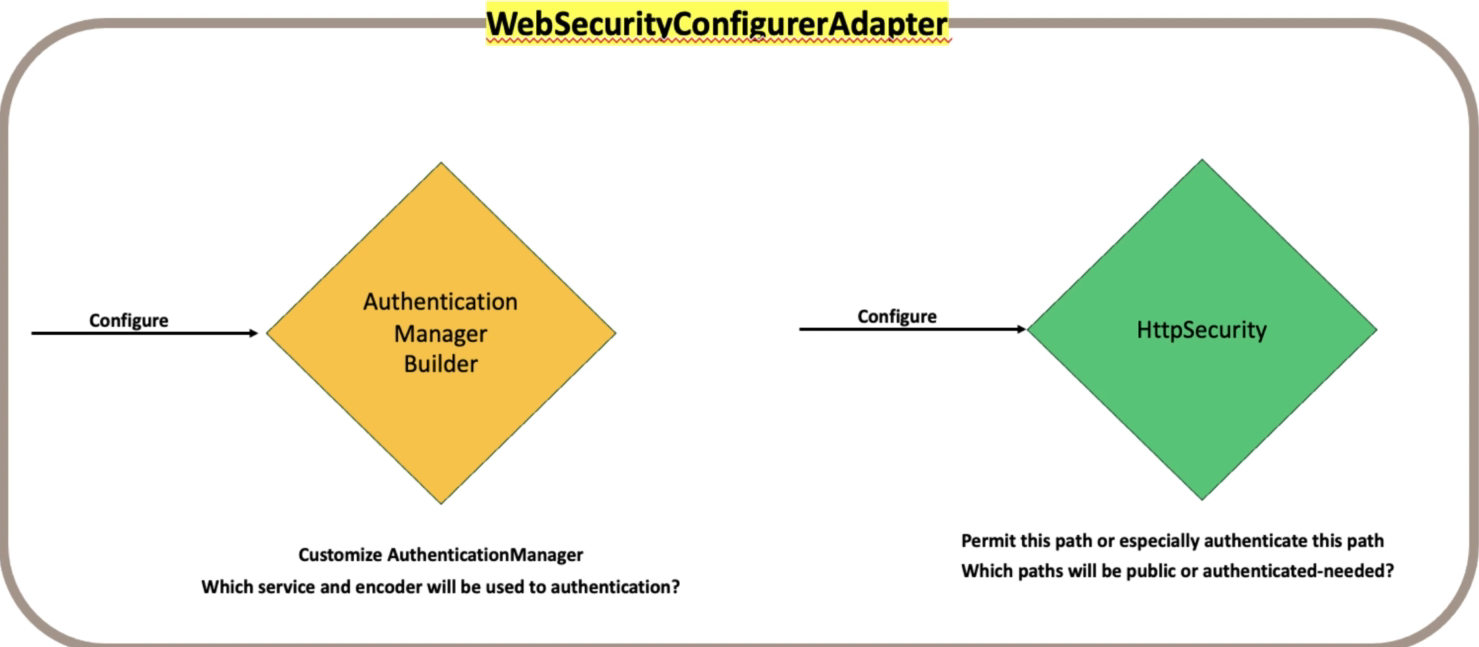 WebSecurityConfigurerAdapter
Configure
Authentication
Manager
Builder
Customize AuthenticationManager
Which service and encoder will be used to authentication?
Configure
HttpSecurity
Permit this path or especially authenticate this path
Which paths will be public or authenticated-needed?